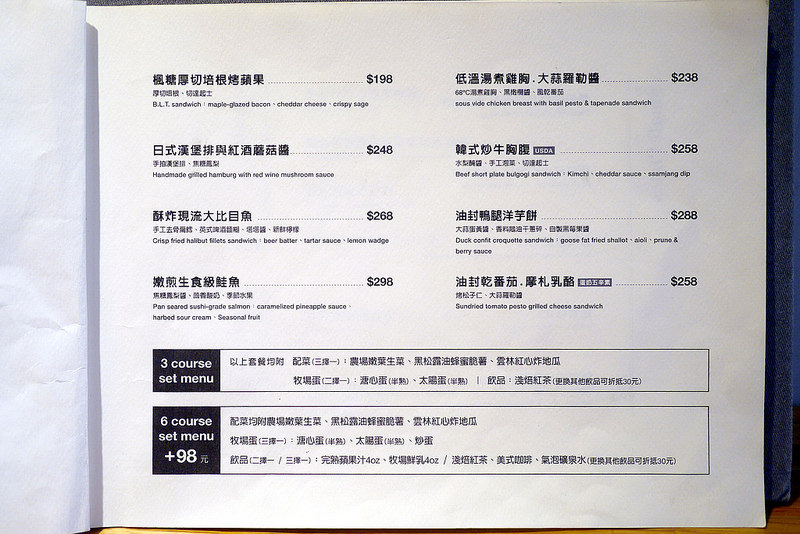 楓糖厚切培根烤蘋果 $198
厚切培根、切達起士
B.L.T. sandwich：maple-glazed bacon、cheddar cheese、crispy sage
日式漢堡排與紅酒蘑菇醬 $248
手拍漢堡排、焦糖鳳梨
Handmade grilled hamburg with red wine mushroom sauce
酥炸現流大比目魚 $268
手工去骨扁鱈、英式啤酒麵糊、塔塔醬、新鮮檸檬
Crisp fried halibut fillets sandwich：beer batter、tartar sauce、lemon wadge
嫩煎生食級鮭魚 $298
焦糖鳳梨醬、茴香酸奶、季節水果
Pan seared sushi-grade salmon：caramelized pineapple sauce、
harbed sour cream、Seasonal fruit
低溫湯煮雞胸．大蒜羅勒醬 $238
68°C湯煮雞胸、黑橄欖醬、風乾番茄
sous vide chicken breast with basil pesto & tapenade sandwich
韓式炒牛胸腹 USDA $258
水梨醃醬、手工泡菜、切達起士
Beef short plate bulgogi sandwich：Kimchi、cheddar sauce、ssamjang dip
油封鴨腿洋芋餅 $288
大蒜蛋黃醬、香料鵝油干蔥碎、自製黑莓果醬
Duck confit croquette sandwich：goose fat fried shallot、aioli、prune &
berry sauce
油封乾番茄．摩札乳酪 蛋奶五辛素 $258
烤松子仁、大蒜羅勒醬
Sundried tomato pesto grilled cheese sandwich
3 course
set menu
以上套餐均附 配菜(三擇一)：農場嫩葉生菜、黑松露油蜂蜜脆薯、雲林紅心炸地瓜
牧場蛋(二擇一)：溏心蛋(半熟)、太陽蛋(半熟) ｜ 飲品：淺焙紅茶(更換其他飲品可折抵30元)
6 course
set menu
+98 元
配菜均附農場嫩葉生菜、黑松露油蜂蜜脆薯、雲林紅心炸地瓜
牧場蛋(三擇一)：溏心蛋(半熟)、太陽蛋(半熟)、炒蛋
飲品(二擇一 / 三擇一)：完熟蘋果汁4oz、牧場鮮乳4oz / 淺焙紅茶、美式咖啡、氣泡礦泉水(更換其他飲品可折抵30元)